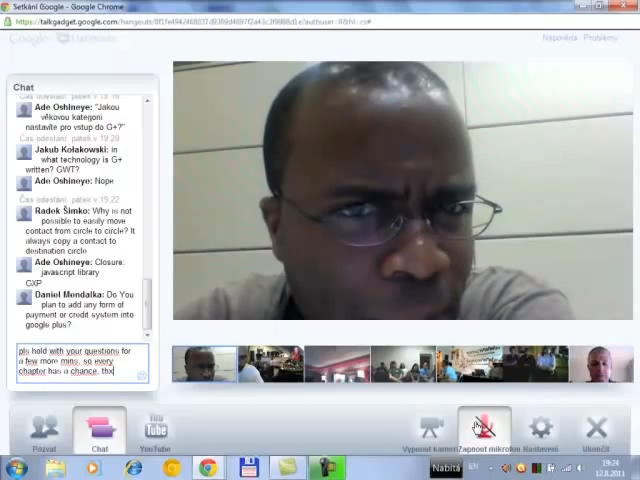 Setkání Google - Google Chrome
Google+
Nápověda Problémy
Chat
Ade Oshineye: "Jakou
věkovou kategorii
nastavíte pro vstup do G+?"
Čas odeslání: pátek v 19:20
Jakub Kołakowski: in
what technology is G+
written? GWT?
Ade Oshineye: Nope
Čas odeslání: pátek v 19:22
Radek Šimko: Why is not
possible to easily move
contact from circle to circle? It
always copy a contact to
destination circle
Ade Oshineye: Closure:
javascript library
GXP
Daniel Mendalka: Do You
plan to add any form of
payment or credit system into
google plus?
pls hold with your questions for
a few more mins, so every
chapter has a chance, thx
You
Tube
Pozvat Chat YouTube
Vypnout kameru Zapnout mikrofon Nastavení Ukončit
Nabitá EN
19:24
12.8.2011